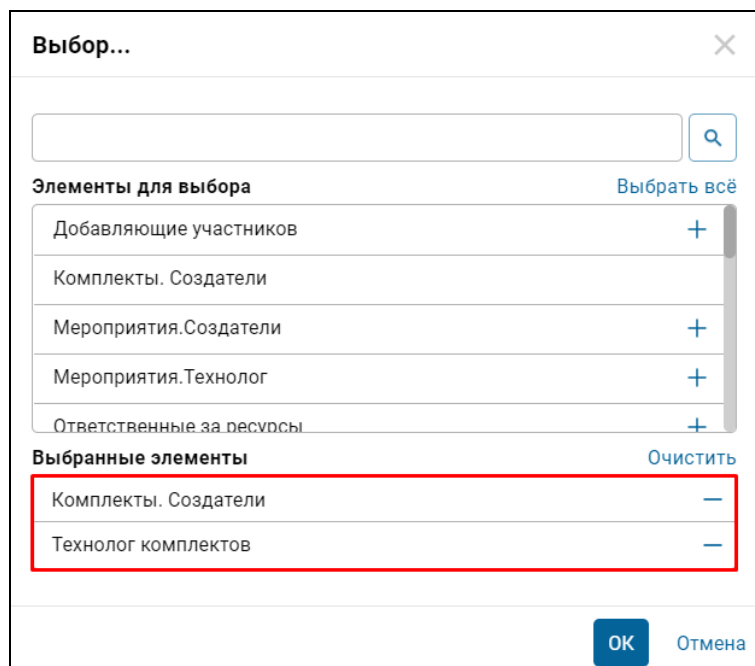 Выбор...
Элементы для выбора Выбрать всё
Добавляющие участников
Комплекты. Создатели
Мероприятия.Создатели
Мероприятия.Технолог
Ответственные за ресурсы
Выбранные элементы Очистить
Комплекты. Создатели
Технолог комплектов
ОК Отмена